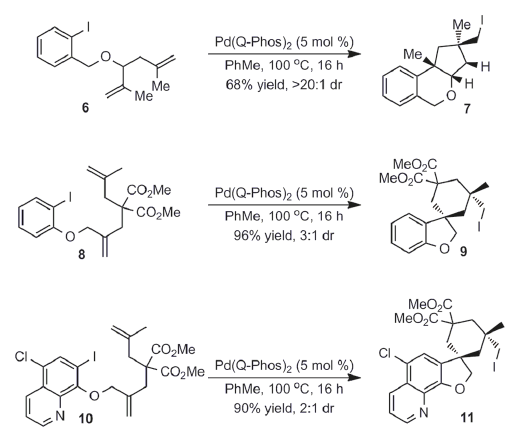 I
O
Me
6
Pd(Q-Phos)₂ (5 mol %)
PhMe, 100 °C, 16 h
68% yield, >20:1 dr
Me I
Me
H
H
O
7
I
O
8
CO₂Me
CO₂Me
Pd(Q-Phos)₂ (5 mol %)
PhMe, 100 °C, 16 h
96% yield, 3:1 dr
MeO₂C
MeO₂C
I
O
9
Cl I
N O
10
CO₂Me
CO₂Me
Pd(Q-Phos)₂ (5 mol %)
PhMe, 100 °C, 16 h
90% yield, 2:1 dr
MeO₂C
MeO₂C
Cl
I
N O
11